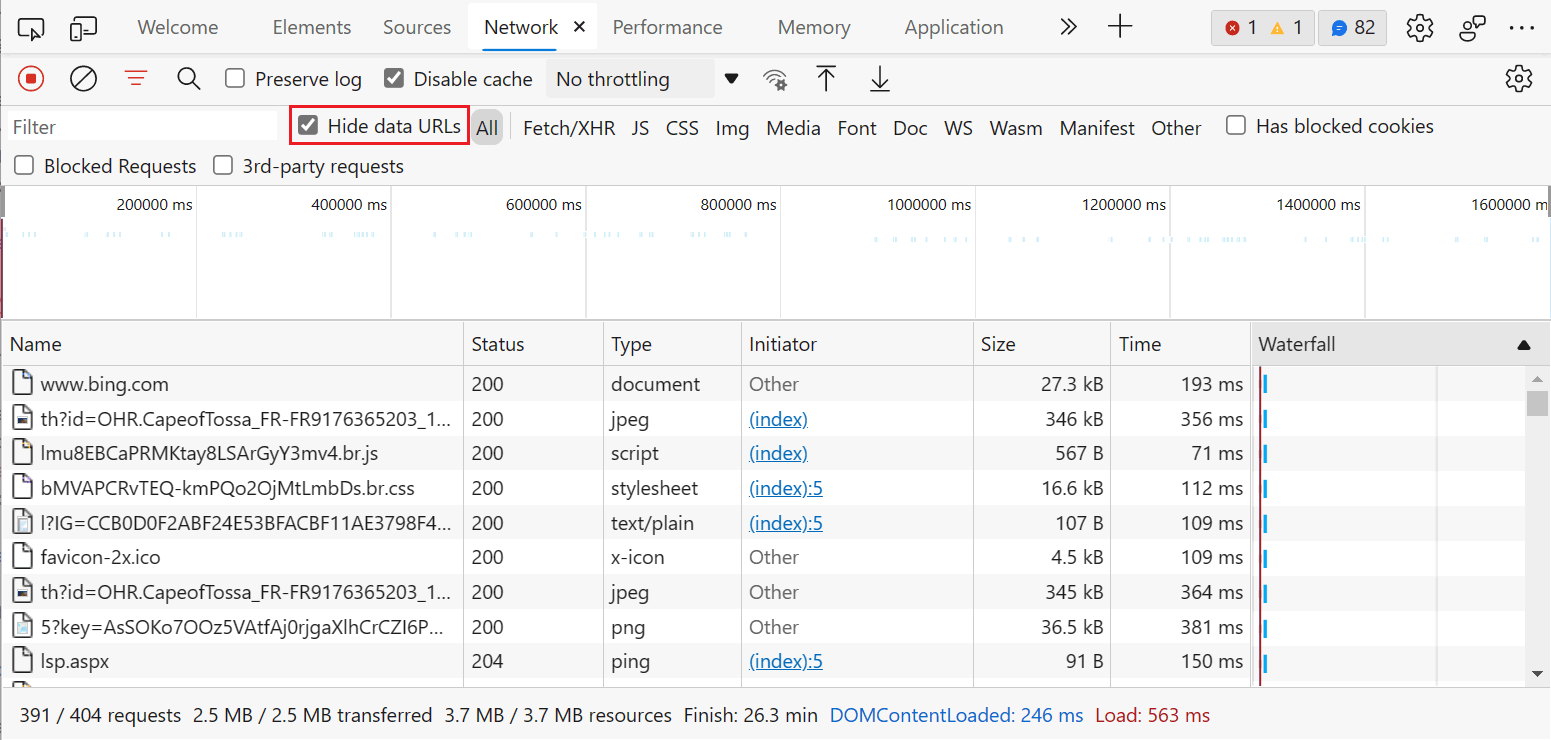 Welcome Elements Sources Network × Performance Memory Application 1 1 82
Preserve log Disable cache No throttling
Filter Hide data URLs All Fetch/XHR JS CSS Img Media Font Doc WS Wasm Manifest Other Has blocked cookies
Blocked Requests 3rd-party requests
200000 ms 400000 ms 600000 ms 800000 ms 1000000 ms 1200000 ms 1400000 ms 1600000 m
Name Status Type Initiator Size Time Waterfall
www.bing.com 200 document Other 27.3 kB 193 ms
th?id=OHR.CapeofTossa_FR-FR9176365203_1... 200 jpeg (index) 346 kB 356 ms
lmu8EBCaPRMKtay8LSArGyY3mv4.br.js 200 script (index) 567 B 71 ms
bMVAPCRvTEQ-kmPQo2OjMtLmbDs.br.css 200 stylesheet (index):5 16.6 kB 112 ms
l?IG=CCB0D0F2ABF24E53BFACBF11AE3798F4... 200 text/plain (index):5 107 B 109 ms
favicon-2x.ico 200 x-icon Other 4.5 kB 109 ms
th?id=OHR.CapeofTossa_FR-FR9176365203_1... 200 jpeg Other 345 kB 364 ms
5?key=AsSOKo7OOz5VAtfAj0rjgaXlhCrCZI6P... 200 png Other 36.5 kB 381 ms
lsp.aspx 204 ping (index):5 91 B 150 ms
391 / 404 requests 2.5 MB / 2.5 MB transferred 3.7 MB / 3.7 MB resources Finish: 26.3 min DOMContentLoaded: 246 ms Load: 563 ms